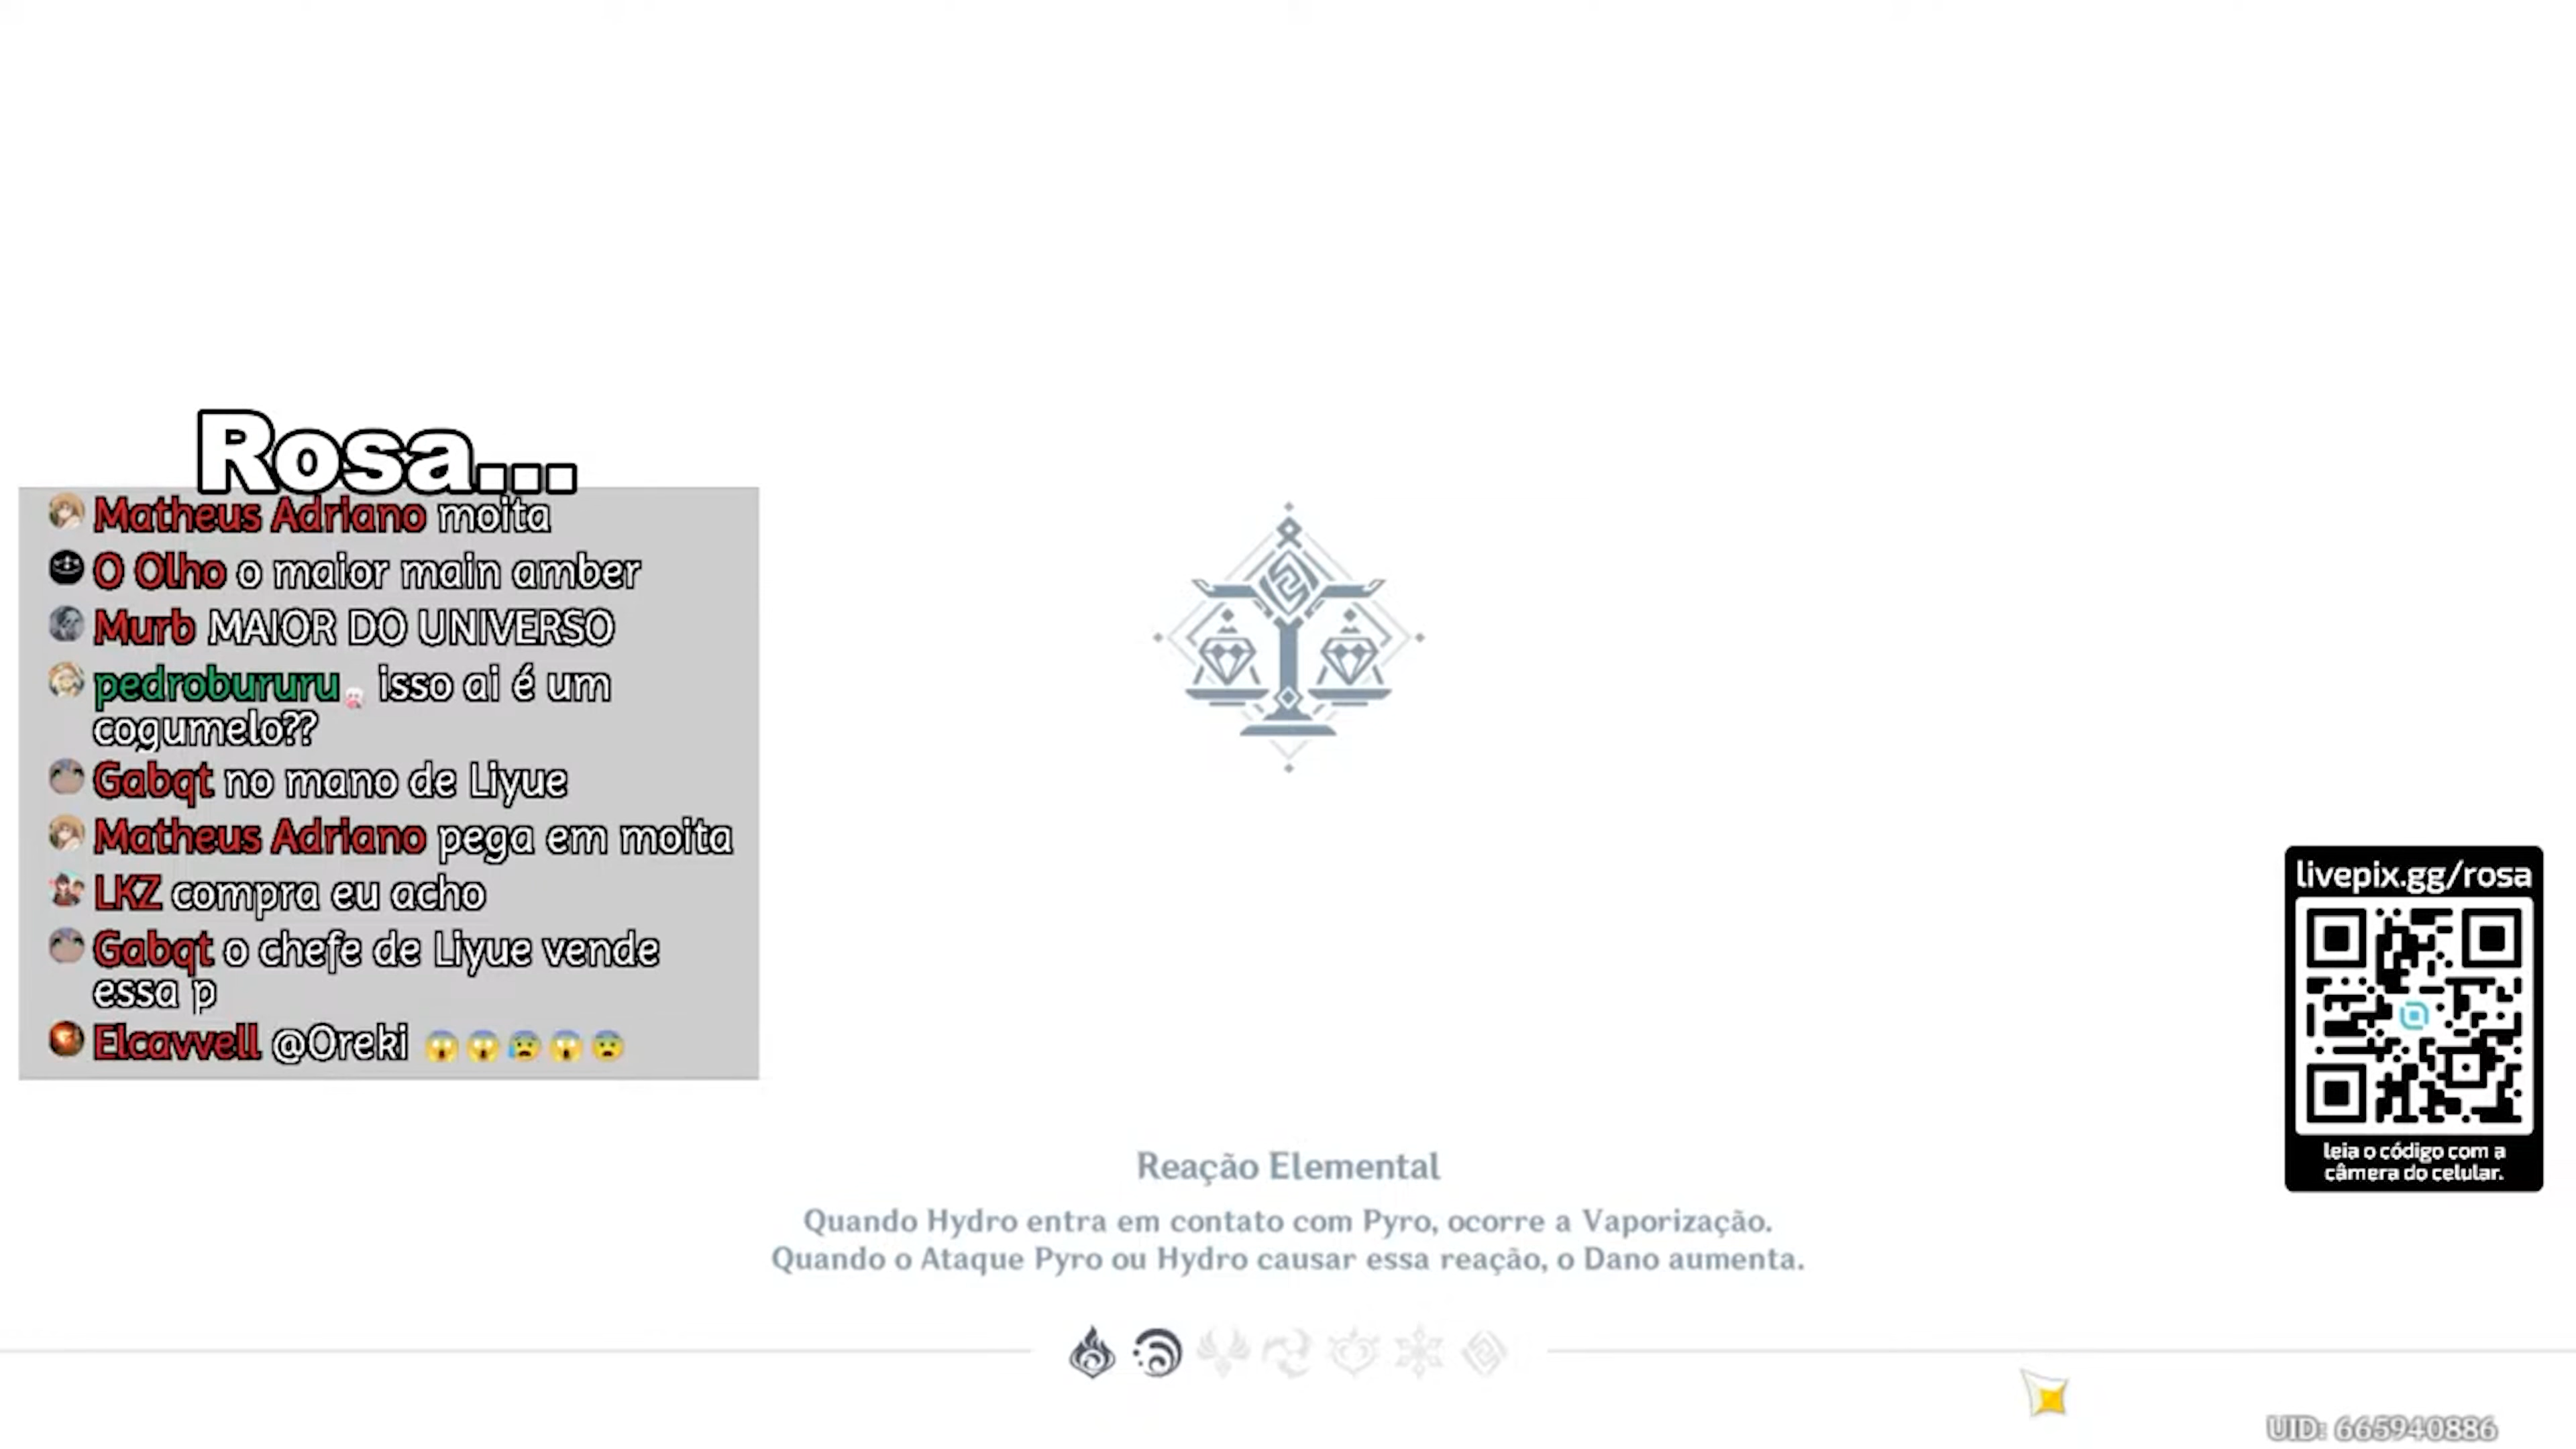 Rosa...
Matheus Adriano moita
O Olho o maior main amber
Murb MAIOR DO UNIVERSO
pedrobururu isso ai é um
cogumelo??
Gabqt no mano de Liyue
Matheus Adriano pega em moita
LKZ compra eu acho
Gabqt o chefe de Liyue vende
essa p
Elcavvell @Oreki 😱😱😰😱😨
livepix.gg/rosa
leia o código com a
câmera do celular.
Reação Elemental
Quando Hydro entra em contato com Pyro, ocorre a Vaporização.
Quando o Ataque Pyro ou Hydro causar essa reação, o Dano aumenta.
UID: 665940886